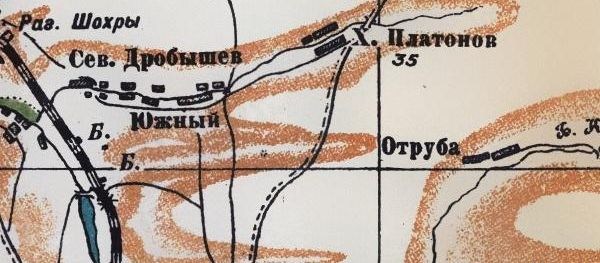 Раз. Шохры
Х. Платонов
35
Сев. Дробышев
Южный
Б.
Б.
Отруба